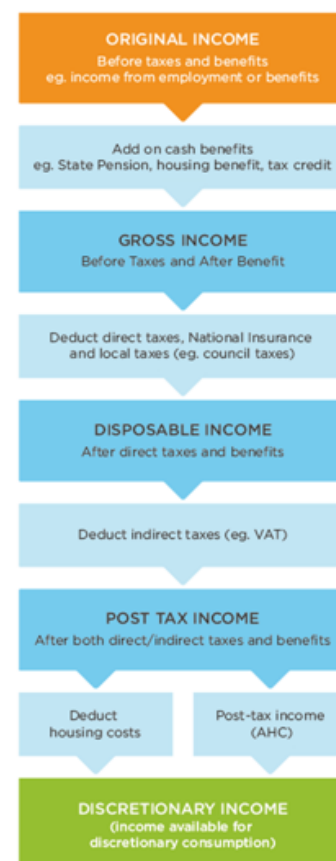 ORIGINAL INCOME
Before taxes and benefits
eg. income from employment or benefits
Add on cash benefits
eg. State Pension, housing benefit, tax credit
GROSS INCOME
Before Taxes and After Benefit
Deduct direct taxes, National Insurance
and local taxes (eg. council taxes)
DISPOSABLE INCOME
After direct taxes and benefits
Deduct indirect taxes (eg. VAT)
POST TAX INCOME
After both direct/indirect taxes and benefits
Deduct
housing costs
Post-tax income
(AHC)
DISCRETIONARY INCOME
(income available for
discretionary consumption)